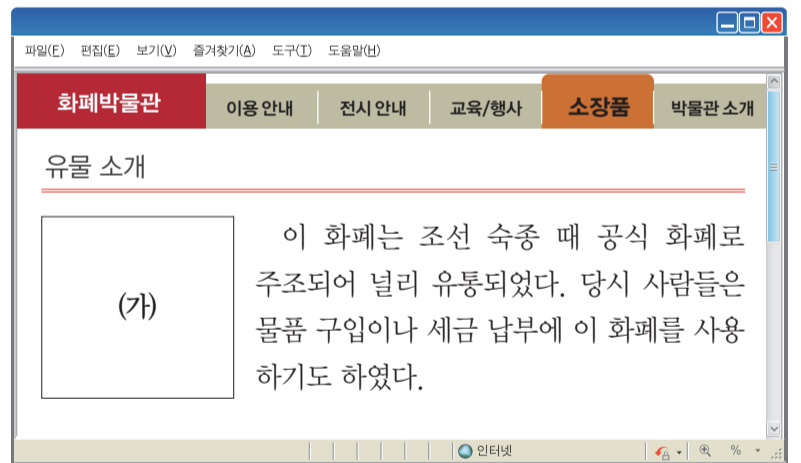 파일(F) 편집(E) 보기(V) 즐겨찾기(A) 도구(T) 도움말(H)
화폐박물관 이용 안내 전시 안내 교육/행사 소장품 박물관 소개
유물 소개
(가)
이 화폐는 조선 숙종 때 공식 화폐로
주조되어 널리 유통되었다. 당시 사람들은
물품 구입이나 세금 납부에 이 화폐를 사용
하기도 하였다.
인터넷 %